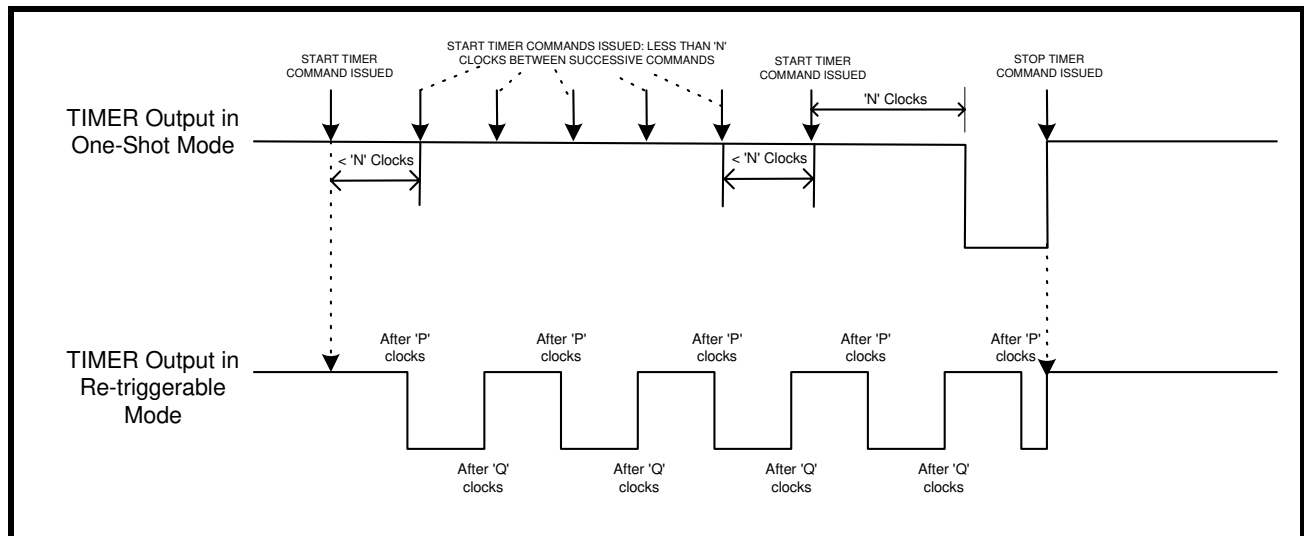 START TIMER
COMMAND ISSUED
START TIMER COMMANDS ISSUED: LESS THAN 'N'
CLOCKS BETWEEN SUCCESSIVE COMMANDS
START TIMER
COMMAND ISSUED
STOP TIMER
COMMAND ISSUED
'N' Clocks
TIMER Output in
One-Shot Mode
< 'N' Clocks
< 'N' Clocks
After 'P'
clocks
After 'P'
clocks
After 'P'
clocks
After 'P'
clocks
After 'P'
clocks
TIMER Output in
Re-triggerable
Mode
After 'Q'
clocks
After 'Q'
clocks
After 'Q'
clocks
After 'Q'
clocks